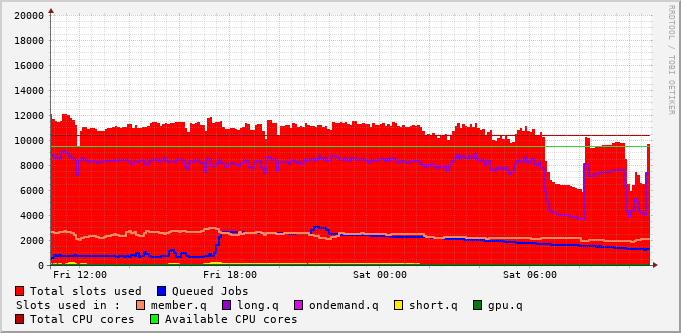 RRDTOOL / TOBI OETIKER
20000
18000
16000
14000
12000
10000
8000
6000
4000
2000
0
Fri 12:00 Fri 18:00 Sat 00:00 Sat 06:00
Total slots used Queued Jobs
Slots used in : member.q long.q ondemand.q short.q gpu.q
Total CPU cores Available CPU cores